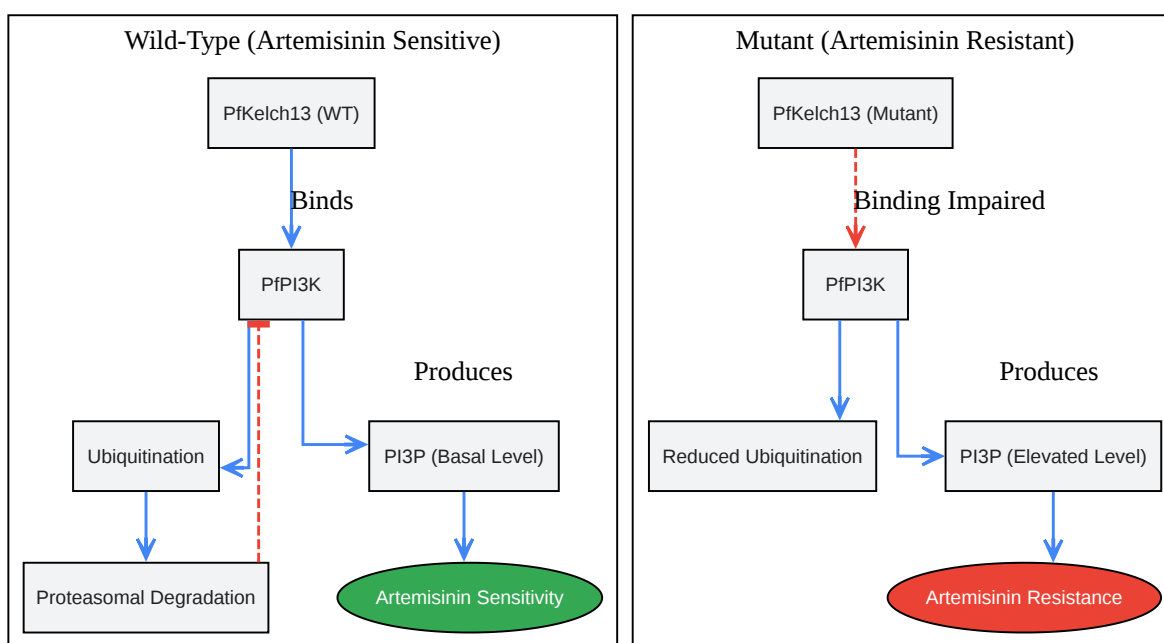 Wild-Type (Artemisinin Sensitive)
PfKelch13 (WT)
Binds
PfPI3K
Produces
Ubiquitination
PI3P (Basal Level)
Proteasomal Degradation
Artemisinin Sensitivity
Mutant (Artemisinin Resistant)
PfKelch13 (Mutant)
Binding Impaired
PfPI3K
Produces
Reduced Ubiquitination
PI3P (Elevated Level)
Artemisinin Resistance